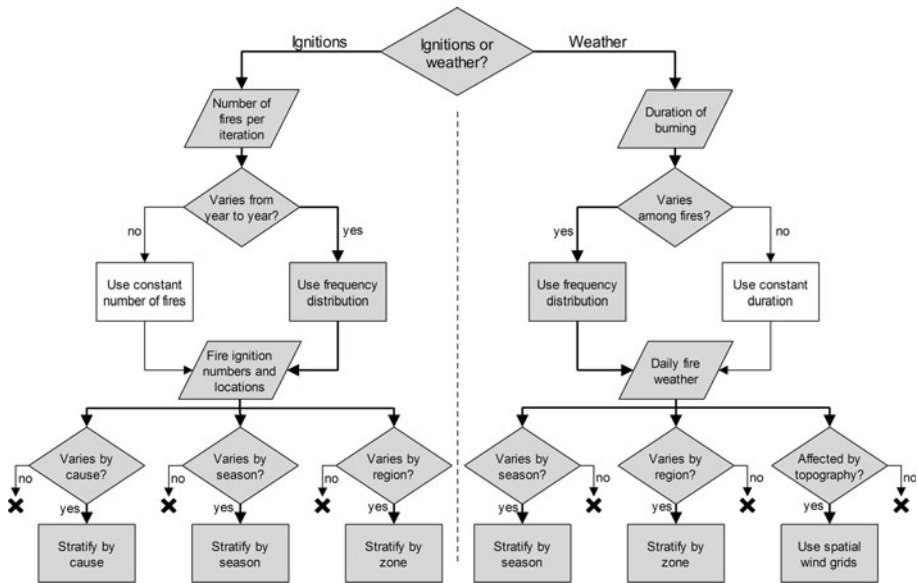 Ignitions
Ignitions or
weather?
Weather
Number of
fires per
iteration
Duration of
burning
Varies from
year to year?
Varies
among fires?
no
yes
yes
no
Use constant
number of fires
Use frequency
distribution
Use frequency
distribution
Use constant
duration
Fire ignition
numbers and
locations
Daily fire
weather
Varies by
cause?
Varies by
season?
Varies by
region?
Varies by
season?
Varies by
region?
Affected by
topography?
no
no
no
no
no
no
yes
yes
yes
yes
yes
yes
Stratify by
cause
Stratify by
season
Stratify by
zone
Stratify by
season
Stratify by
zone
Use spatial
wind grids